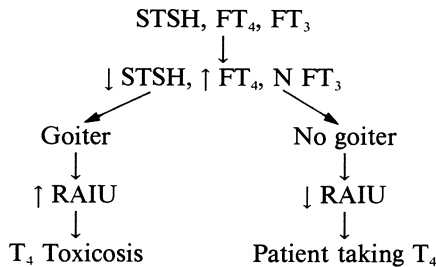 STSH, FT₄, FT₃
↓ STSH, ↑ FT₄, N FT₃
Goiter No goiter
↑ RAIU ↓ RAIU
T₄ Toxicosis Patient taking T₄